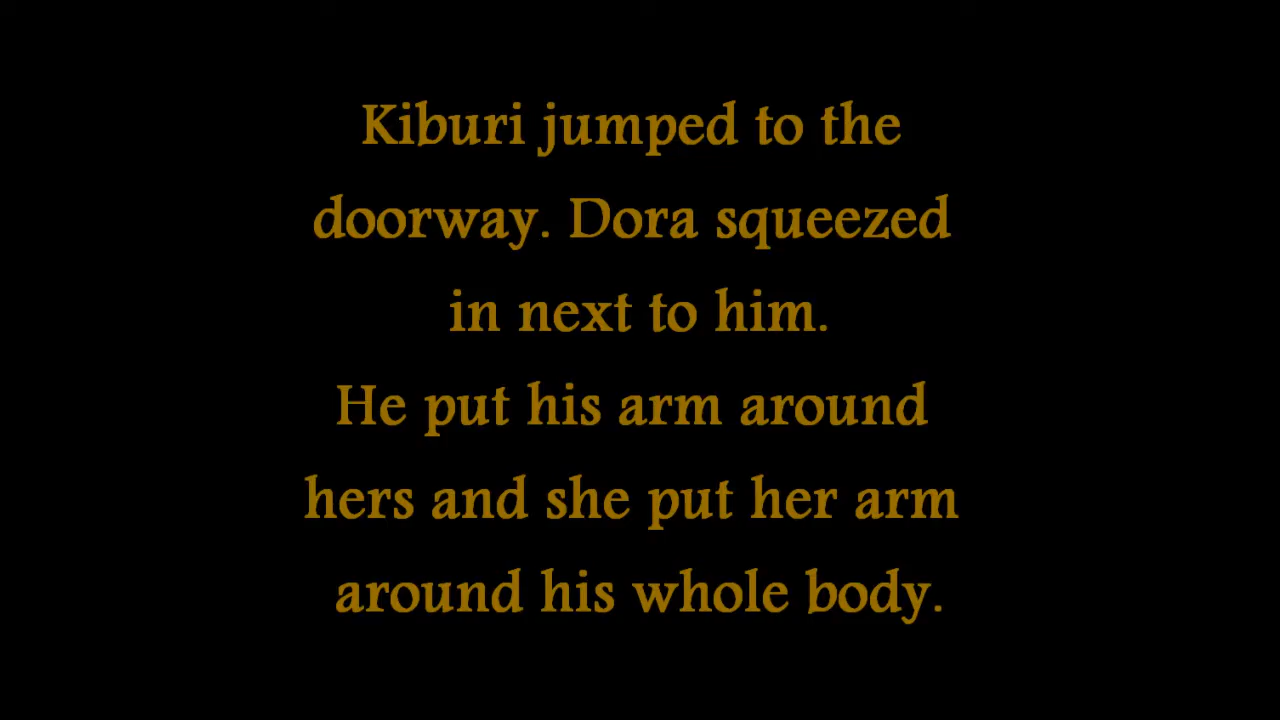 Kiburi jumped to the
doorway. Dora squeezed
in next to him.
He put his arm around
hers and she put her arm
around his whole body.